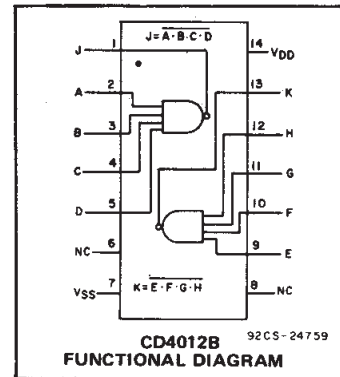 J=A·B·C·D
J 1
14 VDD
A 2
13 K
B 3
12 H
C 4
11 G
D 5
10 F
NC 6
9 E
VSS 7
K=E·F·G·H
8 NC
CD4012B
92CS-24759
FUNCTIONAL DIAGRAM